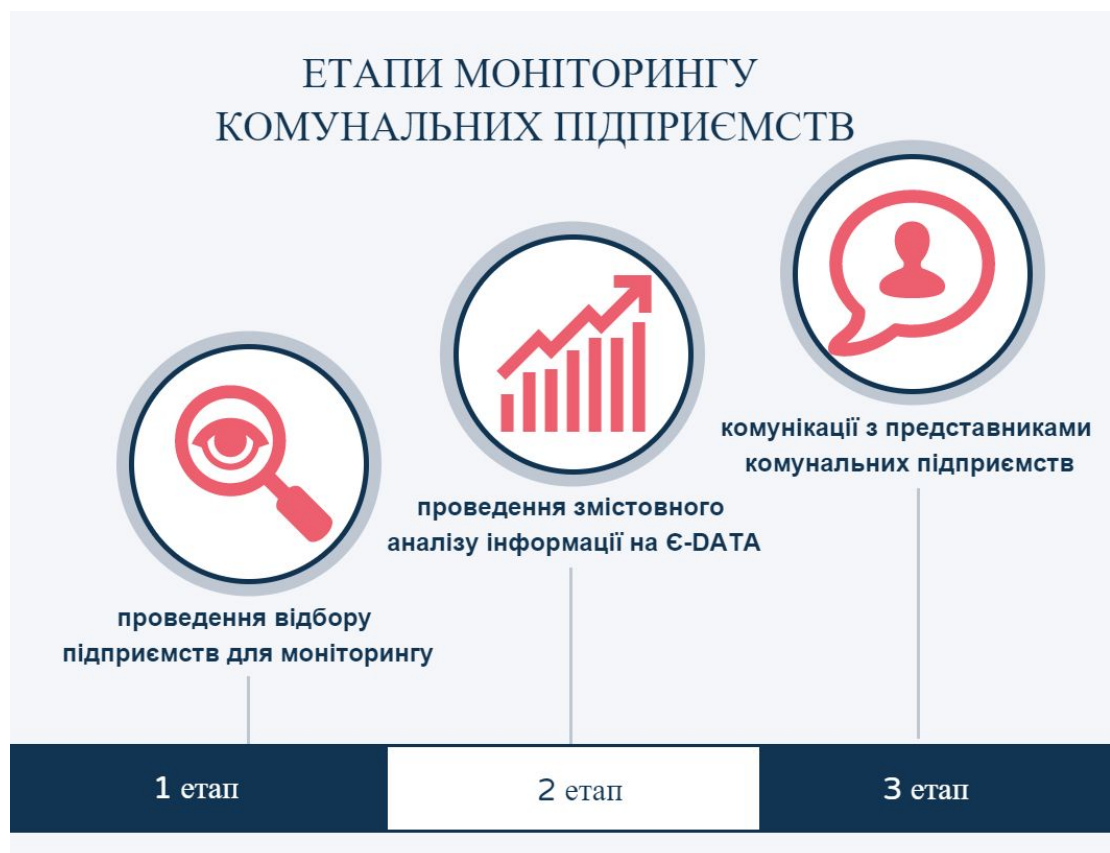 ЕТАПИ МОНІТОРИНГУ
КОМУНАЛЬНИХ ПІДПРИЄМСТВ
комунікації з представниками
комунальних підприємств
проведення змістовного
аналізу інформації на Є-DATA
проведення відбору
підприємств для моніторингу
1 етап
2 етап
3 етап